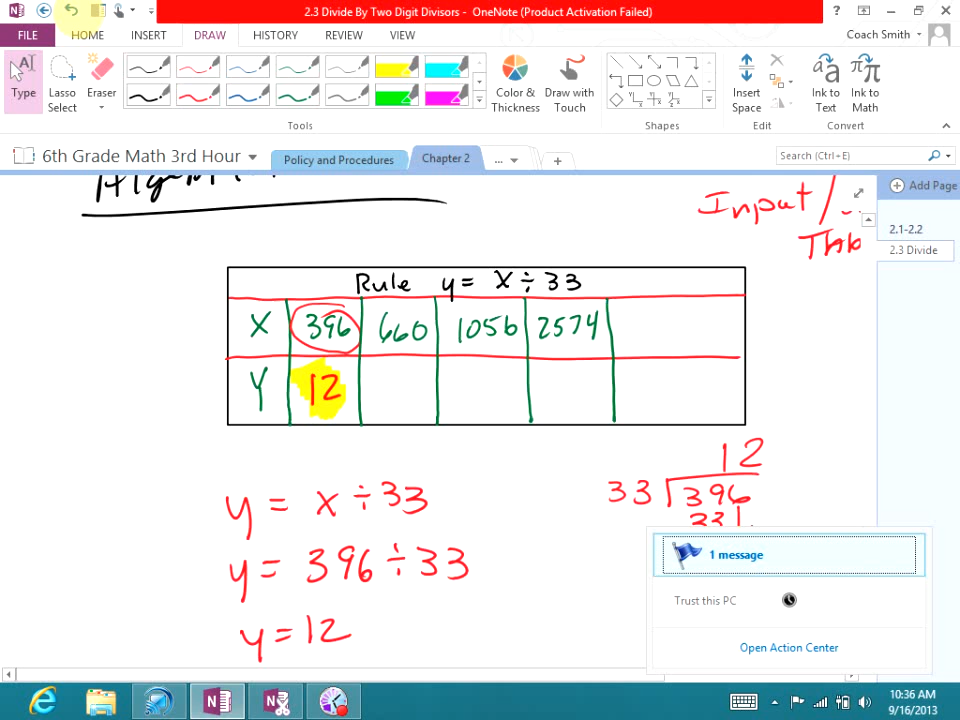 2.3 Divide By Two Digit Divisors - OneNote (Product Activation Failed)
FILE HOME INSERT DRAW HISTORY REVIEW VIEW Coach Smith
Type Lasso Select Eraser Color & Thickness Draw with Touch Insert Space Ink to Text Ink to Math
Tools Shapes Edit Convert
6th Grade Math 3rd Hour Policy and Procedures Chapter 2 ... Search (Ctrl+E)
Add Page
2.1-2.2
2.3 Divide
Input /
Rule y = x ÷ 33
X 396 660 1056 2574
Y 12
y = x ÷ 33
y = 396 ÷ 33
y = 12
12
33 396
33
1 message
Trust this PC
Open Action Center
10:36 AM
9/16/2013